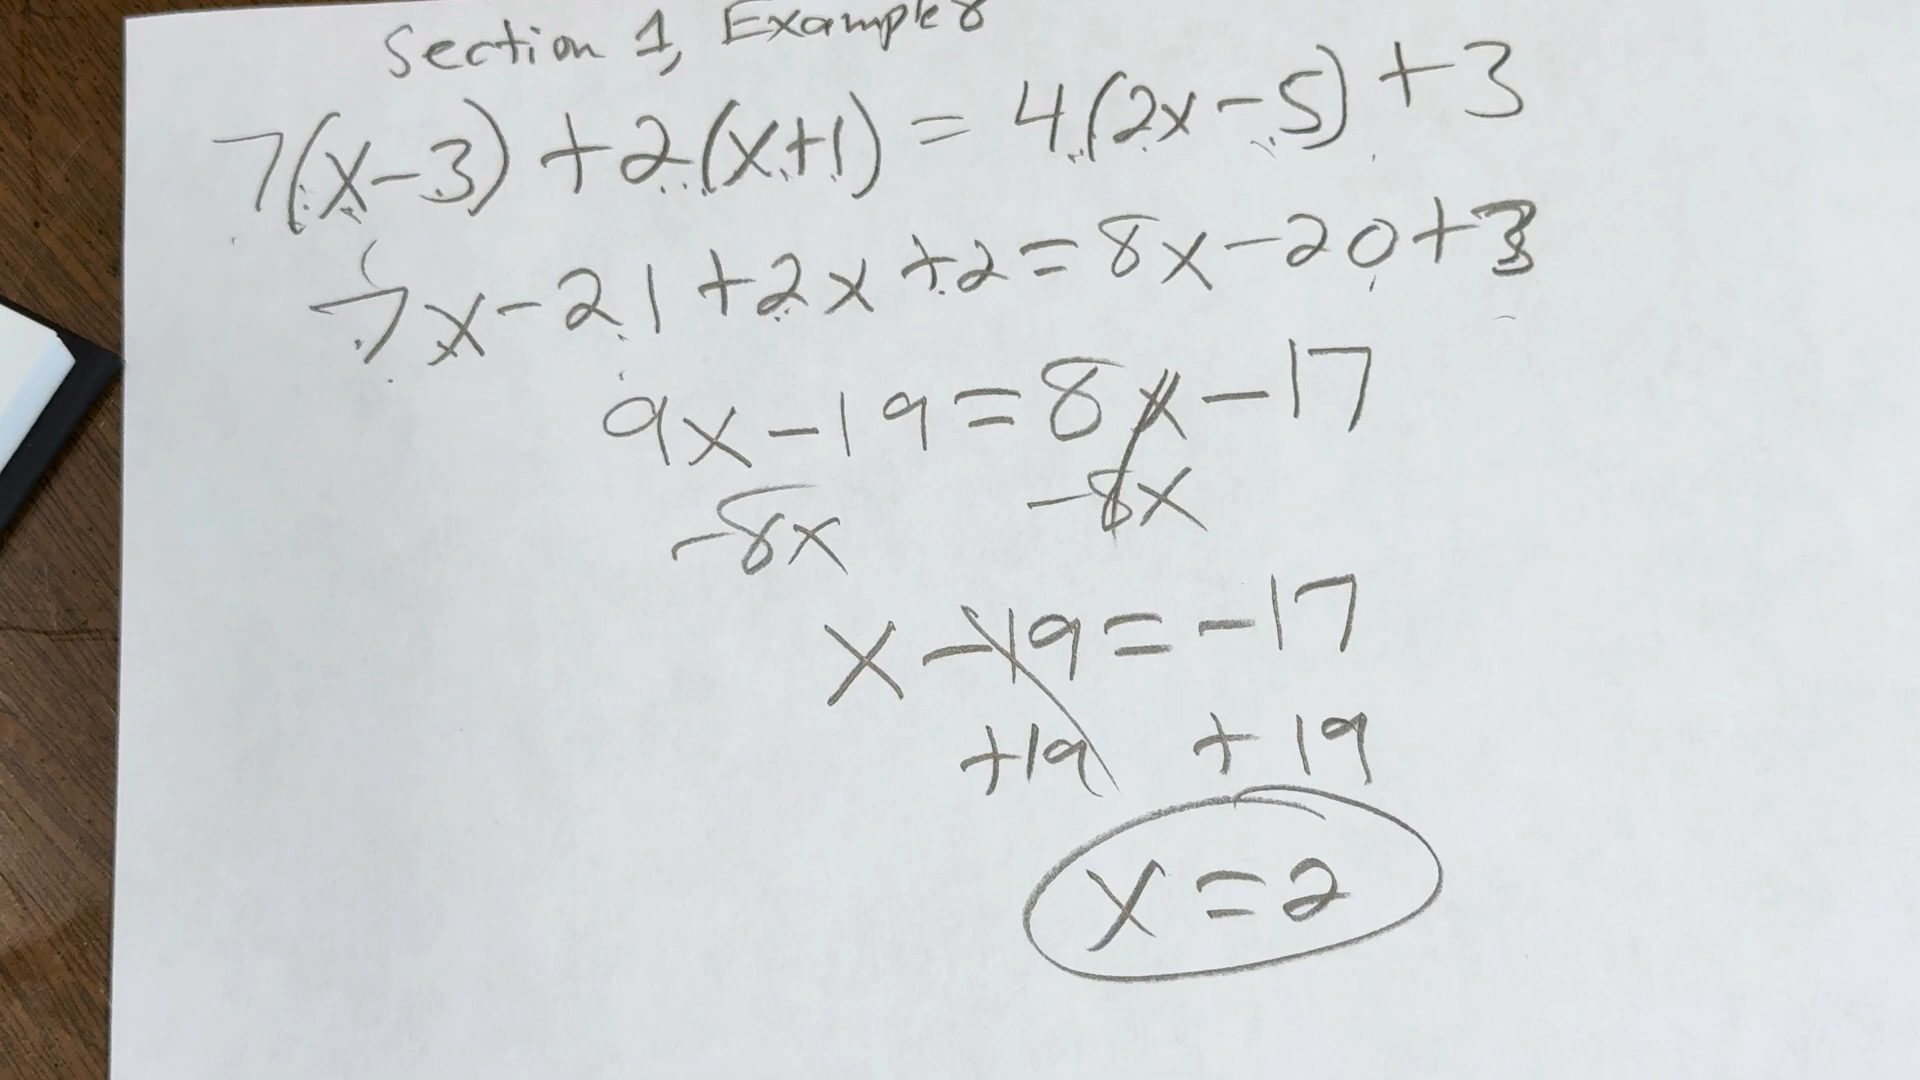 Section 1, Example 8
7(x-3) +2(x+1) = 4(2x-5) +3
7x-21+2x+2=8x-20+3
9x-19=8x-17
-8x -8x
x-19=-17
+19 +19
x=2